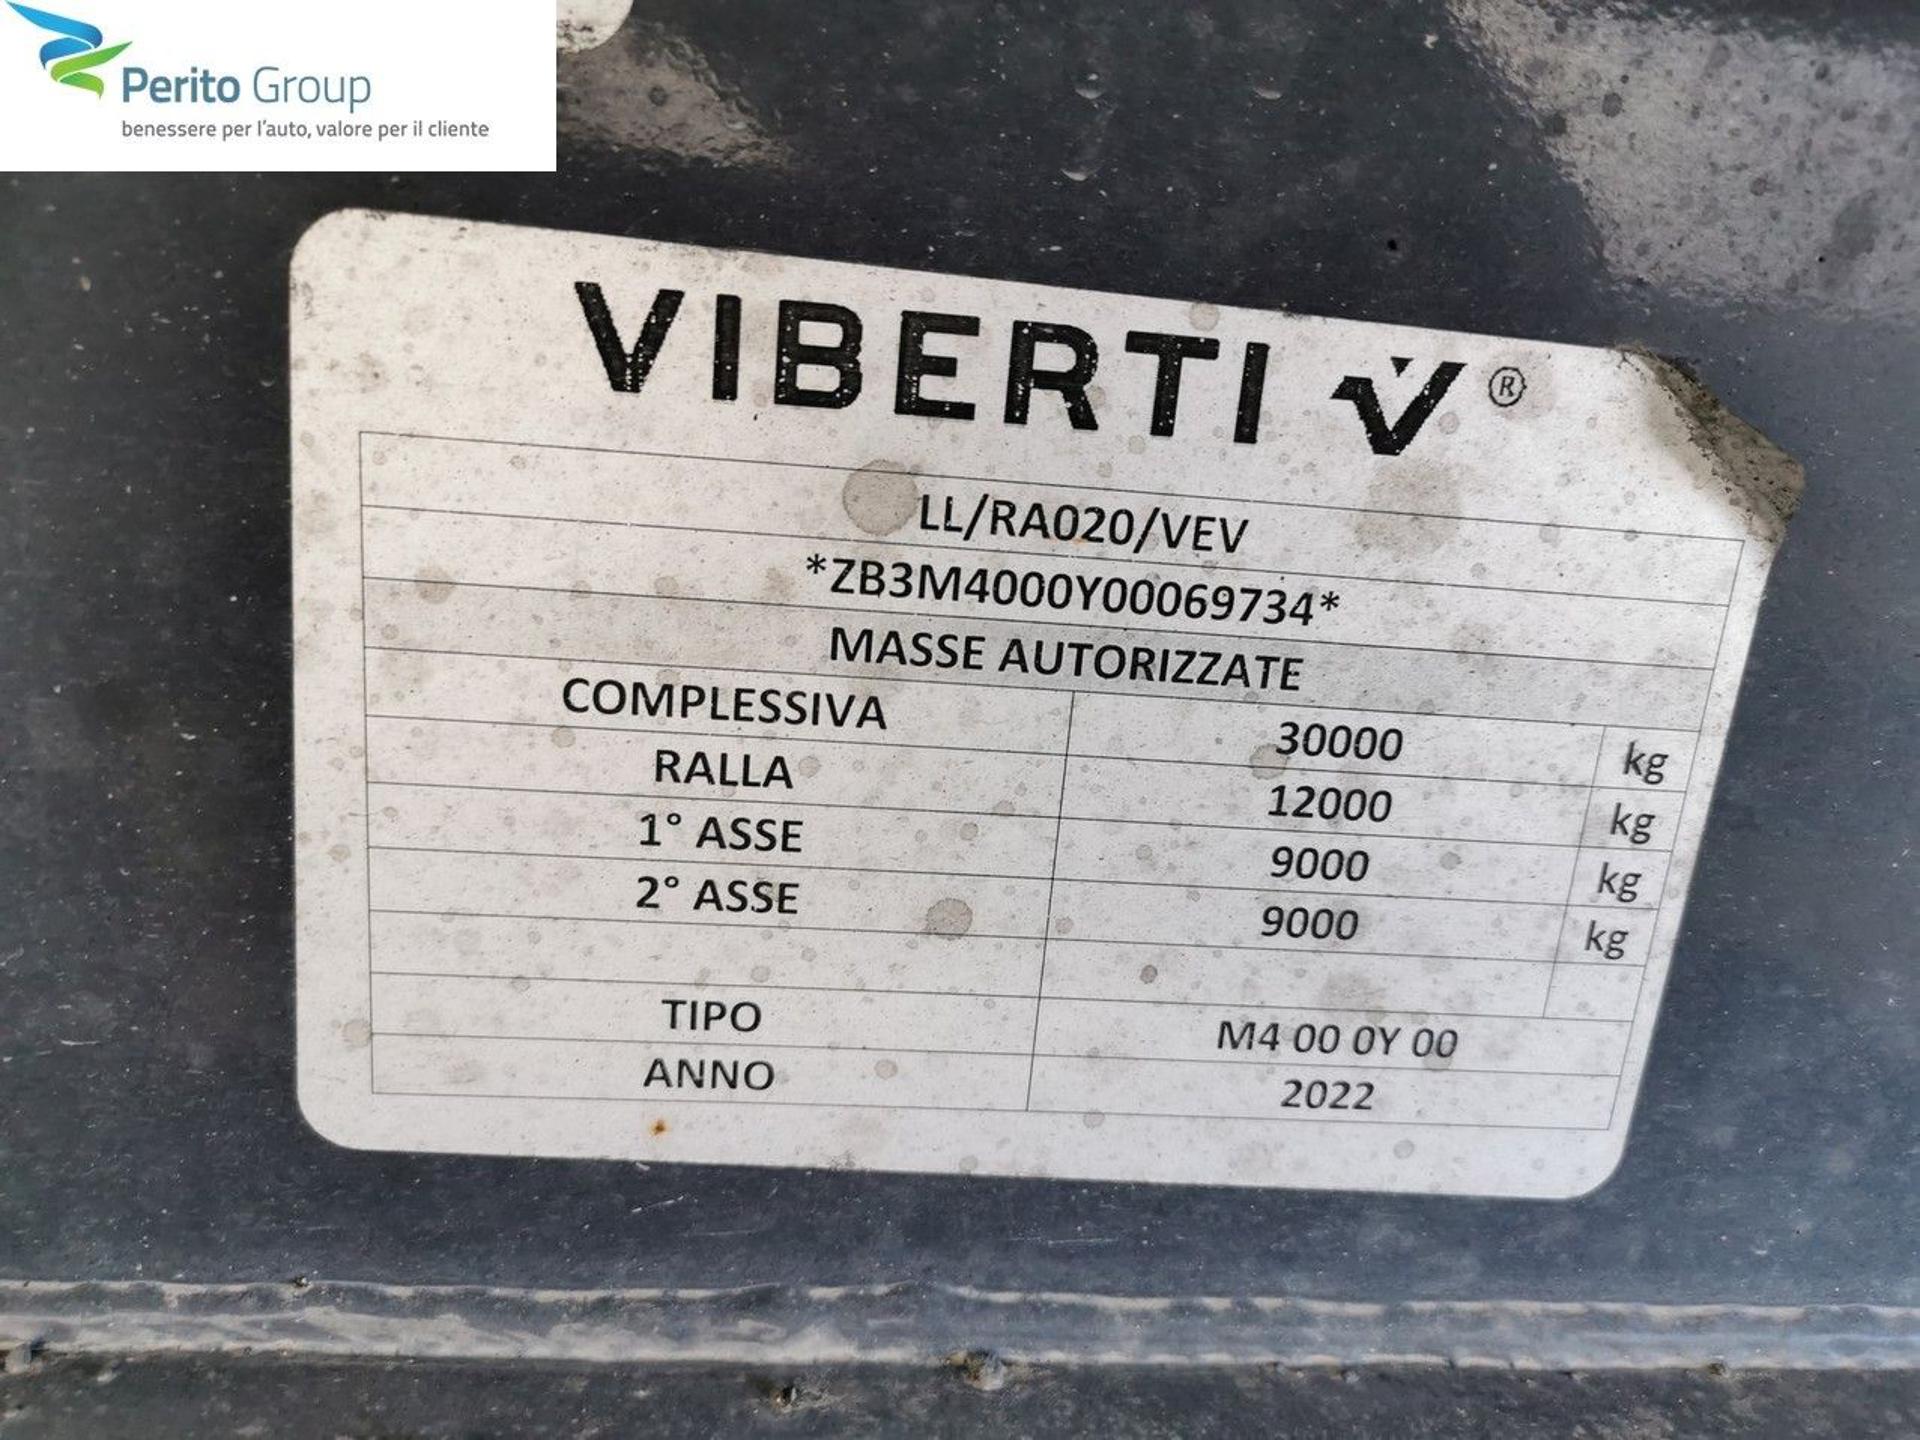 Perito Group
benessere per l'auto, valore per il cliente
VIBERTI V ®
LL/RA020/VEV
*ZB3M4000Y00069734*
MASSE AUTORIZZATE
COMPLESSIVA 30000 kg
RALLA 12000 kg
1° ASSE 9000 kg
2° ASSE 9000 kg
TIPO M4 00 0Y 00
ANNO 2022